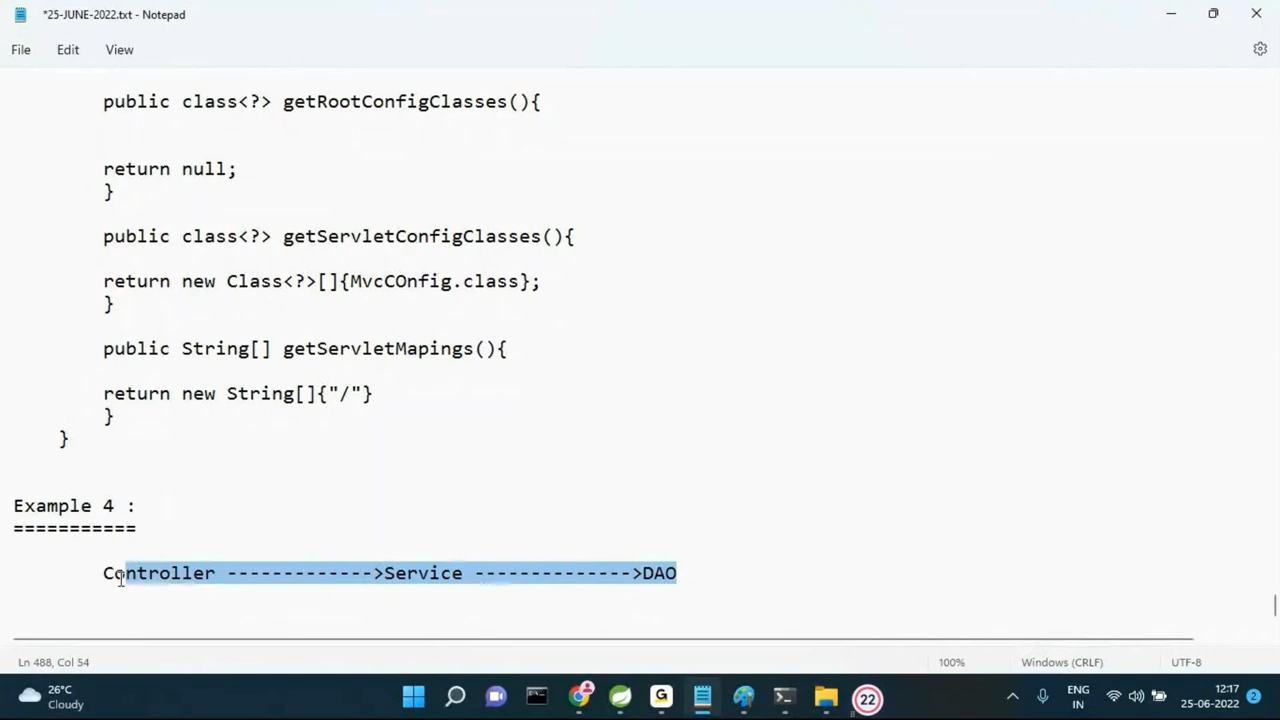 *25-JUNE-2022.txt - Notepad
File Edit View
public class<?> getRootConfigClasses(){
return null;
}
public class<?> getServletConfigClasses(){
return new Class<?>[]{MvcCOnfig.class};
}
public String[] getServletMapings(){
return new String[]{"/"}
}
}
Example 4 :
===========
Controller ------------->Service -------------->DAO
Ln 488, Col 54
100%
Windows (CRLF)
UTF-8
26°C
Cloudy
G
22
ENG
IN
12:17
25-06-2022
2